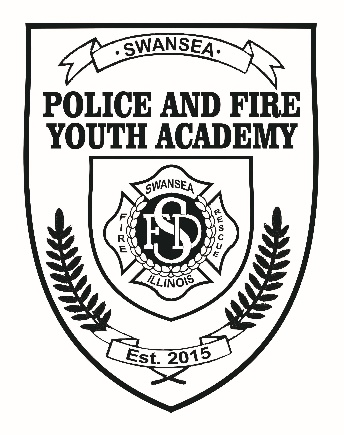 · SWANSEA ·
POLICE AND FIRE
YOUTH ACADEMY
SWANSEA
FIRE
SFD
RESCUE
ILLINOIS
Est. 2015